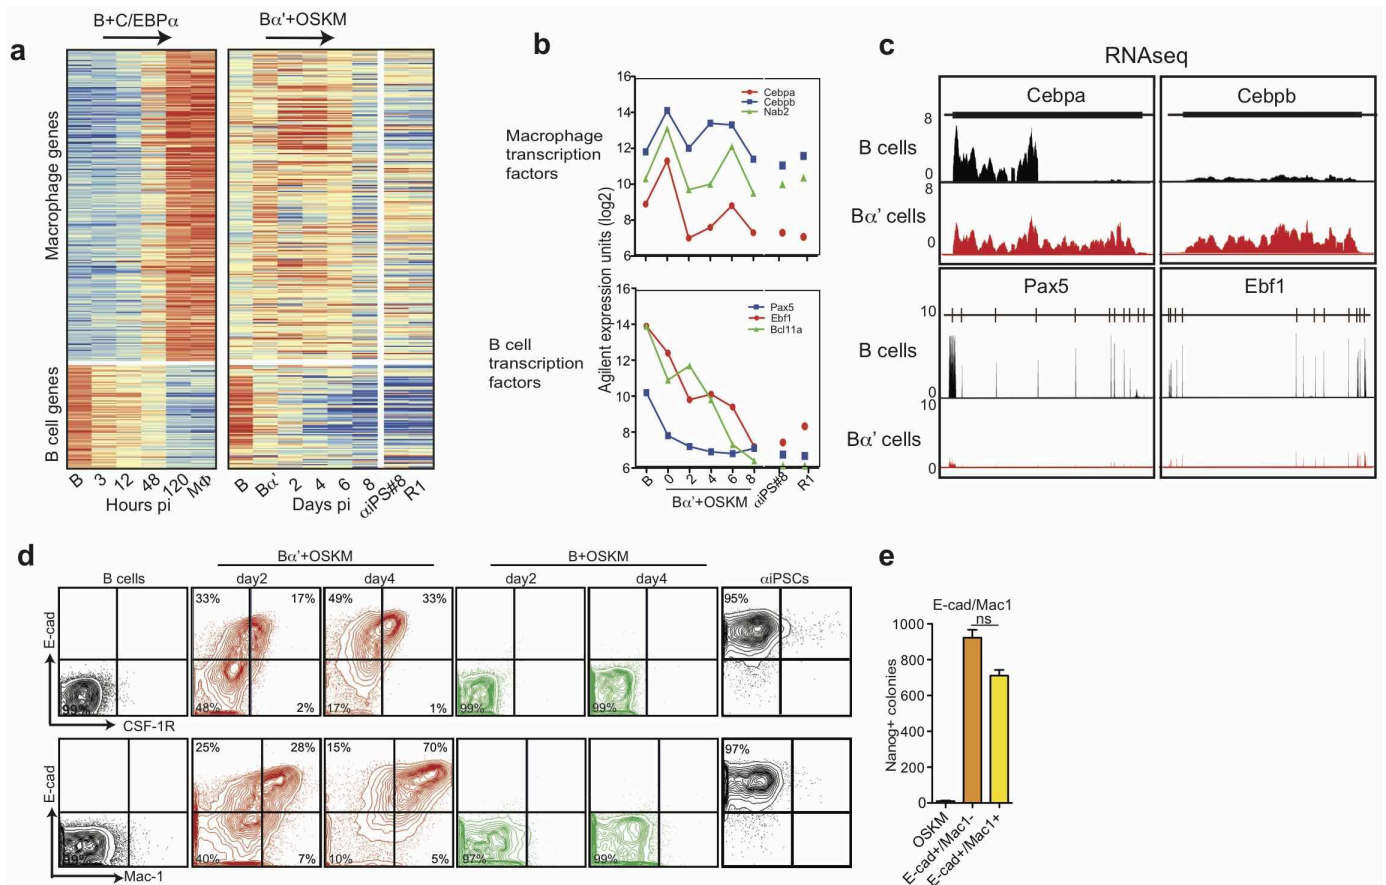 a
B+C/EBPα
Bα'+OSKM
Macrophage genes
B cell genes
B 3 12 48 120 MΦ
Hours pi
B Bα' 2 4 6 8 αiPS#8 R1
Days pi
b
Macrophage
transcription
factors
B cell
transcription
factors
Agilent expression units (log2)
16
14
12
10
8
6
Cebpa
Cebpb
Nab2
16
14
12
10
8
6
Pax5
Ebf1
Bcl11a
B 0 2 4 6 8 αiPS#8 R1
Bα'+OSKM
c
RNAseq
Cebpa
Cebpb
8
B cells
0
8
Bα' cells
0
Pax5
Ebf1
10
B cells
0
10
Bα' cells
0
d
Bα'+OSKM
B+OSKM
B cells
day2
day4
day2
day4
αiPSCs
E-cad
99%
33% 17%
48% 2%
49% 33%
17% 1%
99%
99%
95%
CSF-1R
E-cad
99%
25% 28%
40% 7%
15% 70%
10% 5%
97%
99%
97%
Mac-1
e
E-cad/Mac1
ns
Nanog+ colonies
1000
800
600
400
200
0
OSKM
E-cad+/Mac1-
E-cad+/Mac1+